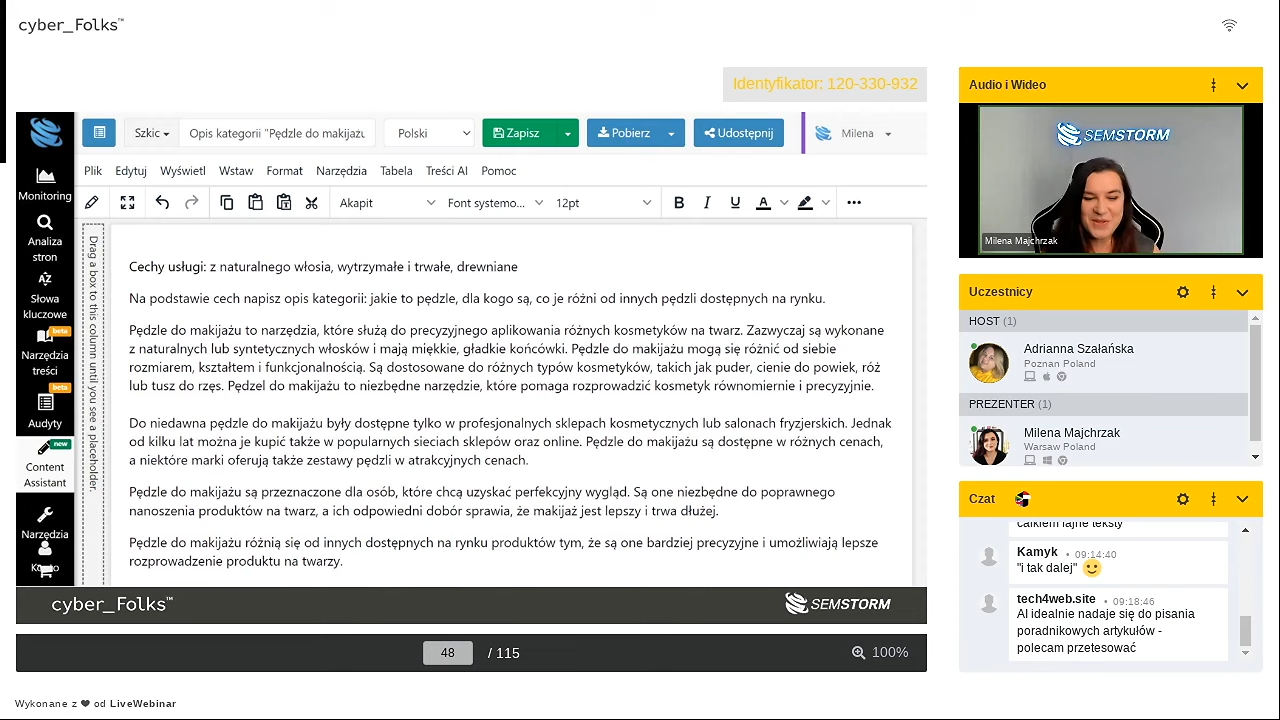 cyber_Folks™
Identyfikator: 120-330-932
Szkic
Opis kategorii "Pędzle do makijażu
Polski
Zapisz
Pobierz
Udostępnij
Milena
Plik Edytuj Wyświetl Wstaw Format Narzędzia Tabela Treści AI Pomoc
Akapit
Font systemo...
12pt
B I U A
Monitoring
Analiza
stron
Słowa
kluczowe
beta
Narzędzia
treści
beta
Audyty
new
Content
Assistant
Narzędzia
Konto
Drag a box to this column until you see a placeholder.
Cechy usługi: z naturalnego włosia, wytrzymałe i trwałe, drewniane
Na podstawie cech napisz opis kategorii: jakie to pędzle, dla kogo są, co je różni od innych pędzli dostępnych na rynku.
Pędzle do makijażu to narzędzia, które służą do precyzyjnego aplikowania różnych kosmetyków na twarz. Zazwyczaj są wykonane
z naturalnych lub syntetycznych włosków i mają miękkie, gładkie końcówki. Pędzle do makijażu mogą się różnić od siebie
rozmiarem, kształtem i funkcjonalnością. Są dostosowane do różnych typów kosmetyków, takich jak puder, cienie do powiek, róż
lub tusz do rzęs. Pędzel do makijażu to niezbędne narzędzie, które pomaga rozprowadzić kosmetyk równomiernie i precyzyjnie.
Do niedawna pędzle do makijażu były dostępne tylko w profesjonalnych sklepach kosmetycznych lub salonach fryzjerskich. Jednak
od kilku lat można je kupić także w popularnych sieciach sklepów oraz online. Pędzle do makijażu są dostępne w różnych cenach,
a niektóre marki oferują także zestawy pędzli w atrakcyjnych cenach.
Pędzle do makijażu są przeznaczone dla osób, które chcą uzyskać perfekcyjny wygląd. Są one niezbędne do poprawnego
nanoszenia produktów na twarz, a ich odpowiedni dobór sprawia, że makijaż jest lepszy i trwa dłużej.
Pędzle do makijażu różnią się od innych dostępnych na rynku produktów tym, że są one bardziej precyzyjne i umożliwiają lepsze
rozprowadzenie produktu na twarzy.
cyber_Folks™
SEMSTORM
48 / 115
100%
Wykonane z ❤ od LiveWebinar
Audio i Wideo
SEMSTORM
Milena Majchrzak
Uczestnicy
HOST (1)
Adrianna Szałańska
Poznan Poland
PREZENTER (1)
Milena Majchrzak
Warsaw Poland
Czat
całkiem fajne teksty
Kamyk • 09:14:40
"i tak dalej" 🙂
tech4web.site • 09:18:46
AI idealnie nadaje się do pisania
poradnikowych artykułów -
polecam przetesować